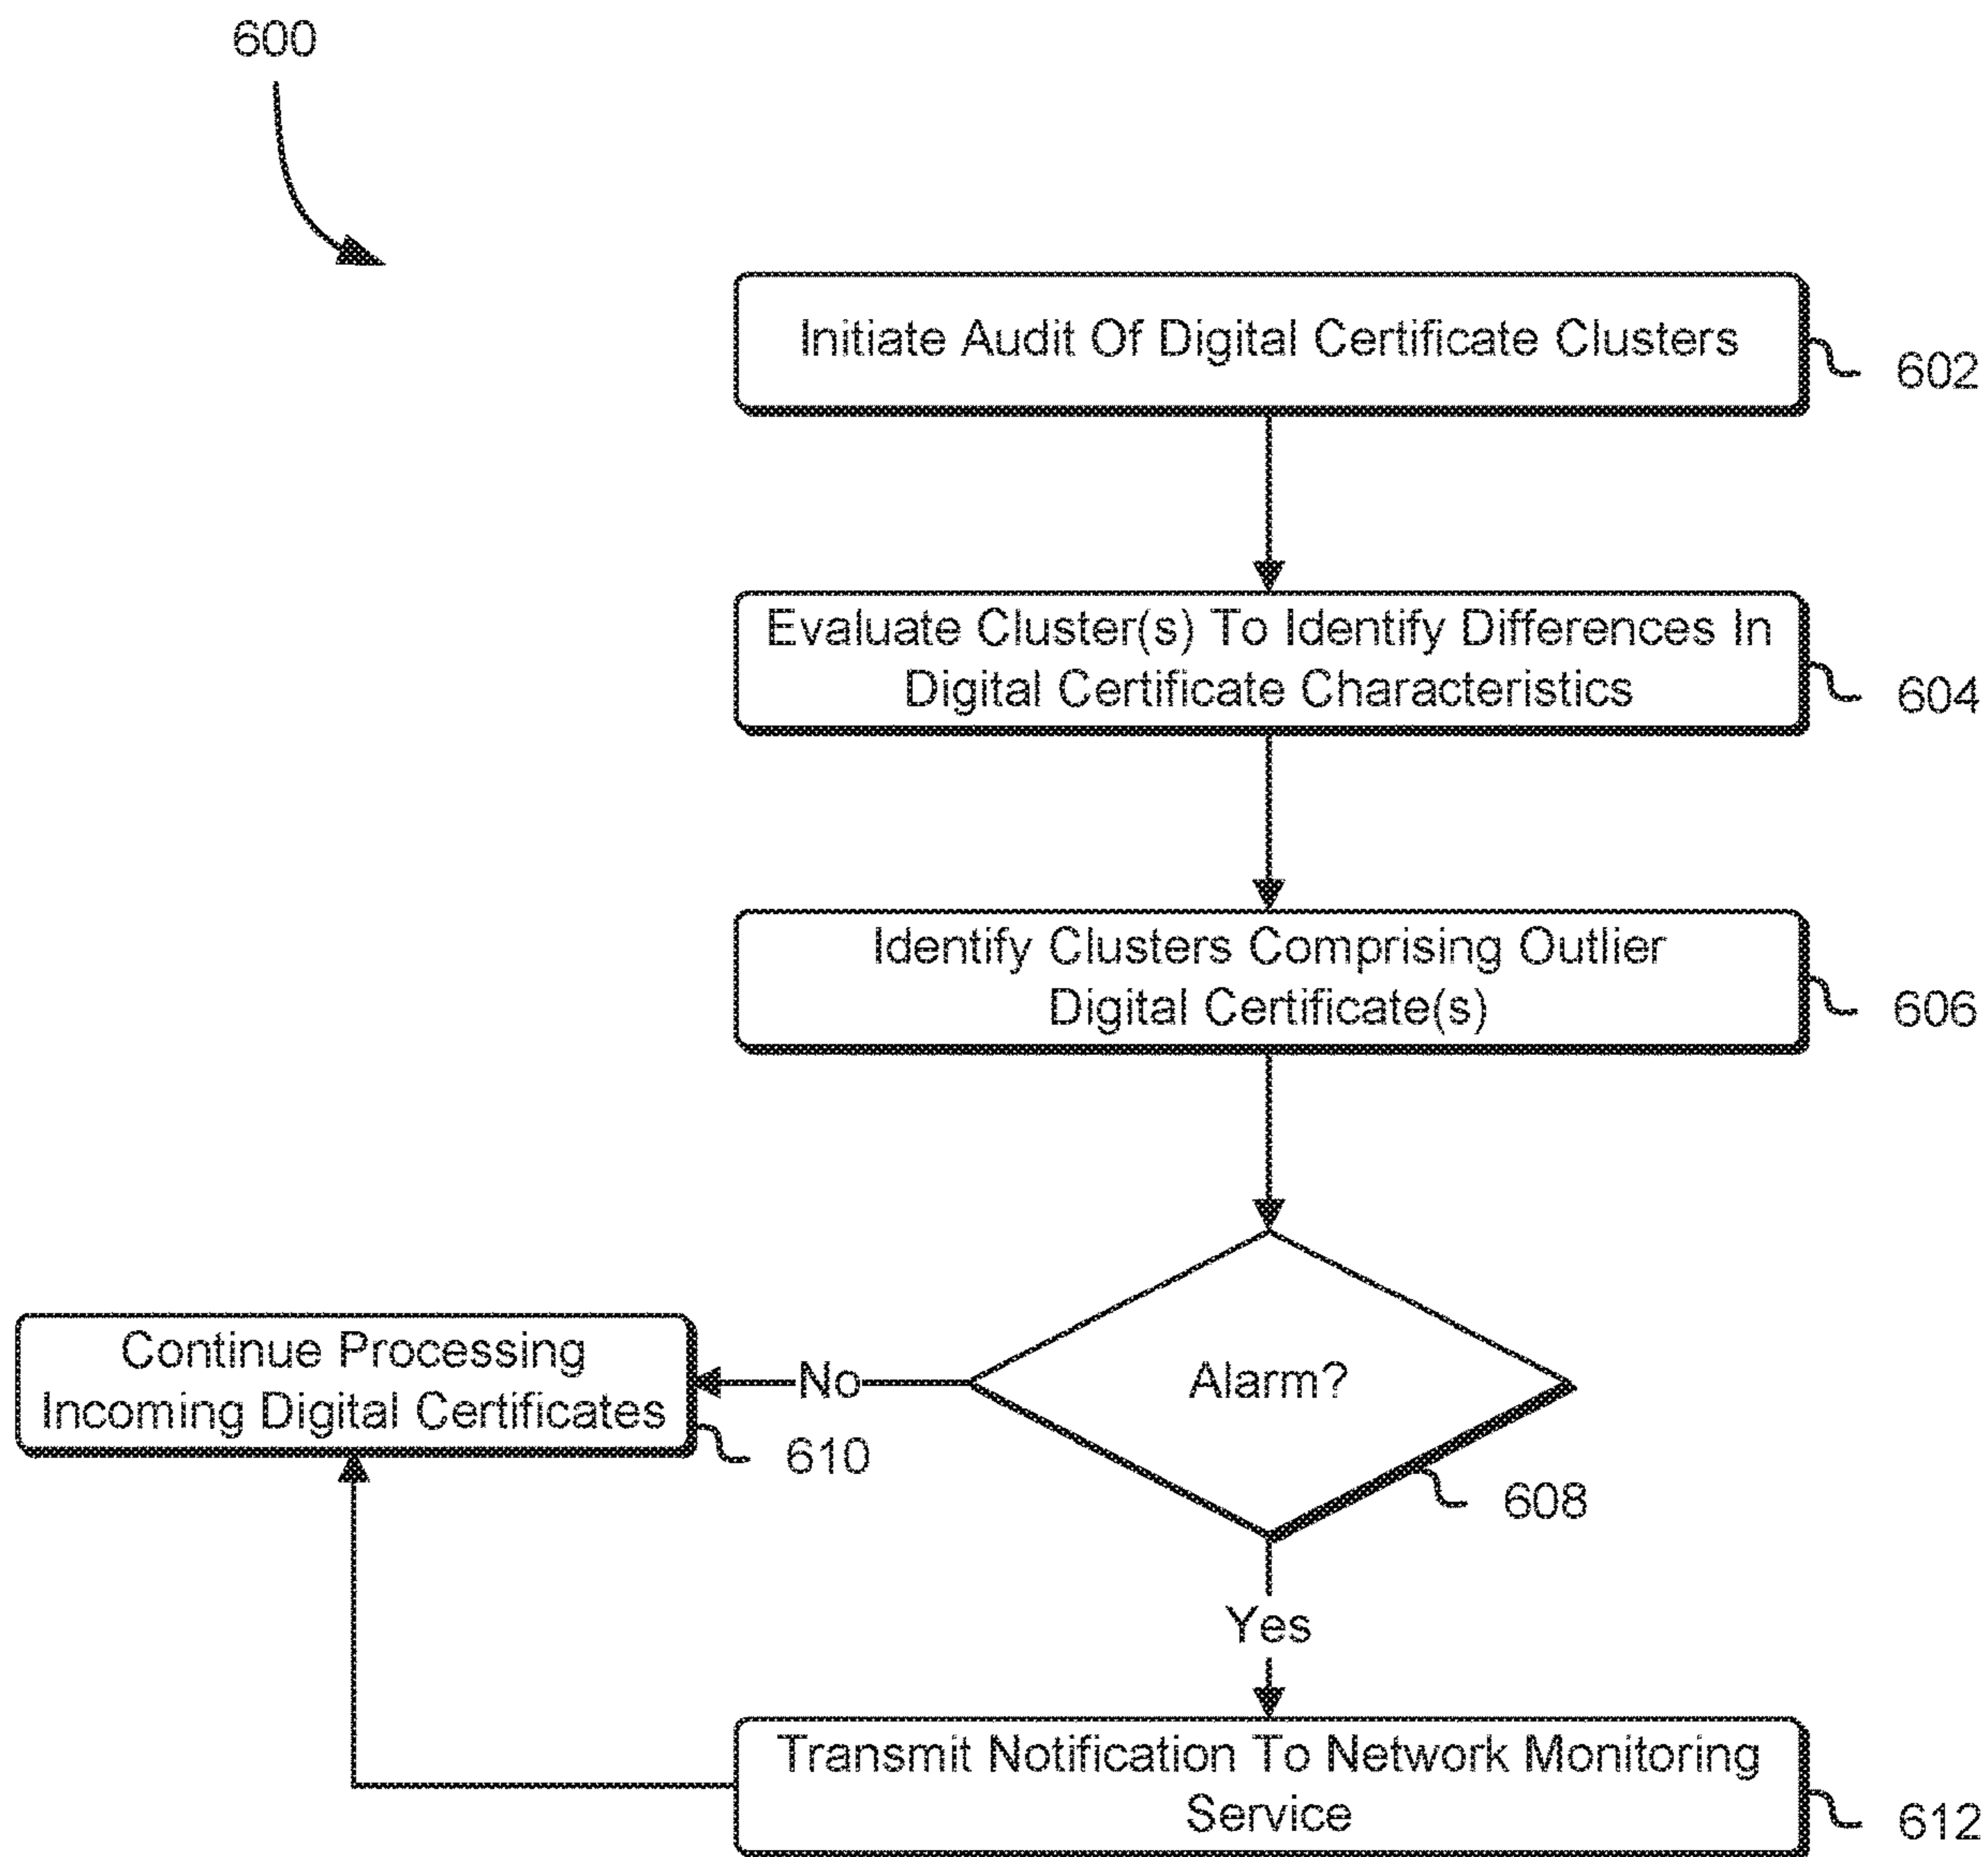 600
Initiate Audit Of Digital Certificate Clusters
602
Evaluate Cluster(s) To Identify Differences In
Digital Certificate Characteristics
604
Identify Clusters Comprising Outlier
Digital Certificate(s)
606
Alarm?
608
No
Continue Processing
Incoming Digital Certificates
610
Yes
Transmit Notification To Network Monitoring
Service
612